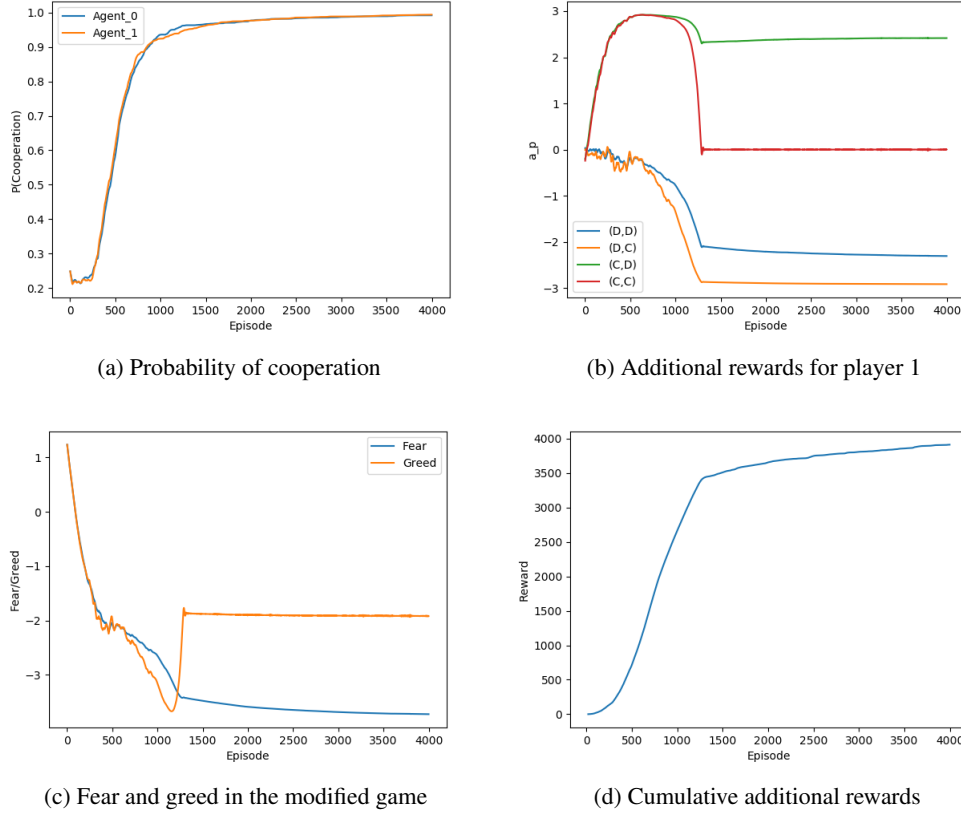 1.0
0.9
0.8
0.7
0.6
0.5
0.4
0.3
0.2
P(Cooperation)
Agent_0
Agent_1
0 500 1000 1500 2000 2500 3000 3500 4000
Episode
(a) Probability of cooperation
3
2
1
0
−1
−2
−3
a_p
(D,D)
(D,C)
(C,D)
(C,C)
0 500 1000 1500 2000 2500 3000 3500 4000
Episode
(b) Additional rewards for player 1
1
0
−1
−2
−3
Fear/Greed
Fear
Greed
0 500 1000 1500 2000 2500 3000 3500 4000
Episode
(c) Fear and greed in the modified game
4000
3500
3000
2500
2000
1500
1000
500
0
Reward
0 500 1000 1500 2000 2500 3000 3500 4000
Episode
(d) Cumulative additional rewards